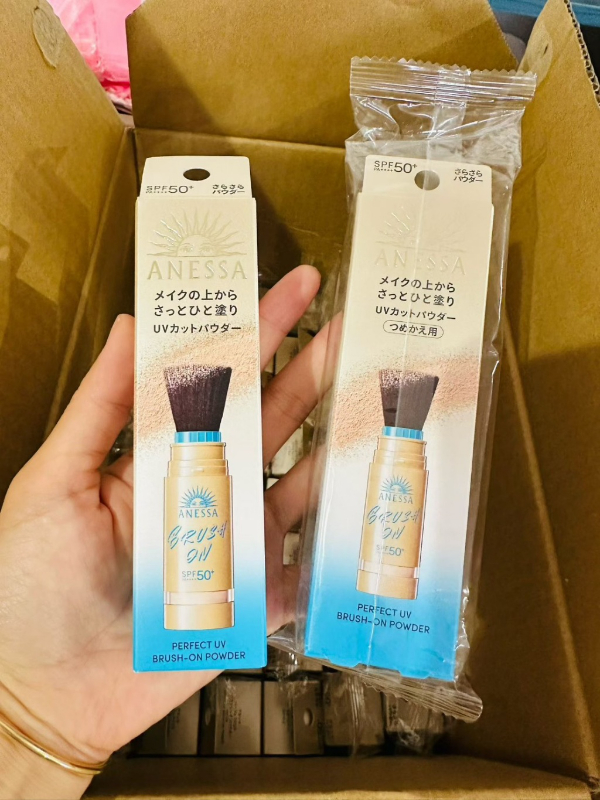 SPF50+
PA++++
さらさら
パウダー
ANESSA
メイクの上から
さっとひと塗り
UVカットパウダー
ANESSA
BRUSH
ON
SPF50+
PERFECT UV
BRUSH-ON POWDER
SPF50+
PA++++
さらさら
パウダー
ANESSA
メイクの上から
さっとひと塗り
UVカットパウダー
つめかえ用
ANESSA
BRUSH
ON
SPF50+
PERFECT UV
BRUSH-ON POWDER